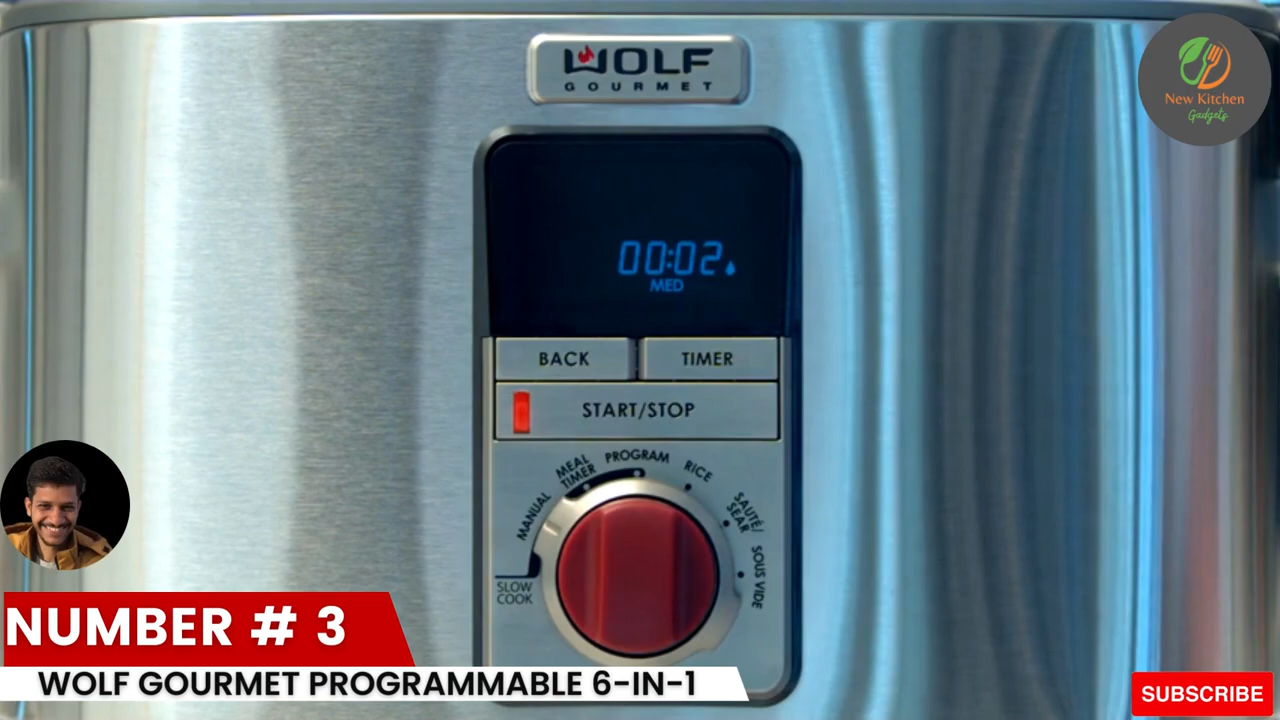 WOLF
GOURMET
New Kitchen
Gadgets
00:02
MED
BACK
TIMER
START/STOP
SLOW
COOK
MANUAL
MEAL
TIMER
PROGRAM
RICE
SAUTÉ/
SEAR
SOUS VIDE
NUMBER # 3
WOLF GOURMET PROGRAMMABLE 6-IN-1
SUBSCRIBE